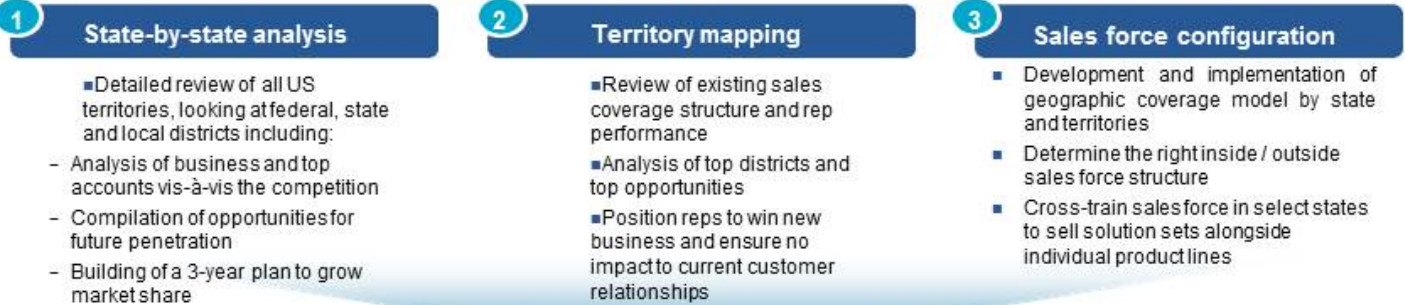 1
State-by-state analysis
▪Detailed review of all US
territories, looking at federal, state
and local districts including:
– Analysis of business and top
accounts vis-à-vis the competition
– Compilation of opportunities for
future penetration
– Building of a 3-year plan to grow
market share
2
Territory mapping
▪Review of existing sales
coverage structure and rep
performance
▪Analysis of top districts and
top opportunities
▪Position reps to win new
business and ensure no
impact to current customer
relationships
3
Sales force configuration
▪ Development and implementation of
geographic coverage model by state
and territories
▪ Determine the right inside / outside
sales force structure
▪ Cross-train sales force in select states
to sell solution sets alongside
individual product lines